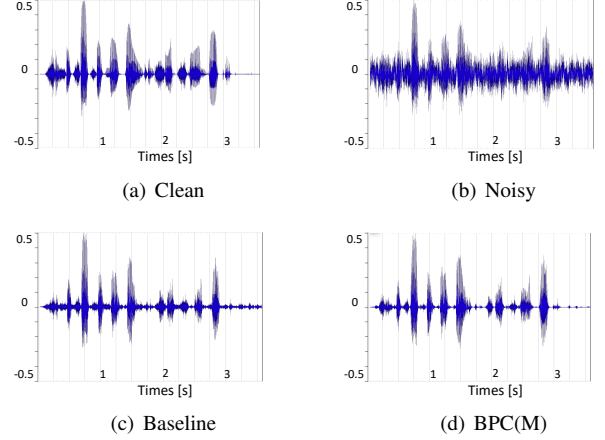 0.5
0.5
0
0
-0.5
-0.5
1 2 3
1 2 3
Times [s]
Times [s]
(a) Clean
(b) Noisy
0.5
0.5
0
0
-0.5
-0.5
1 2 3
1 2 3
Times [s]
Times [s]
(c) Baseline
(d) BPC(M)